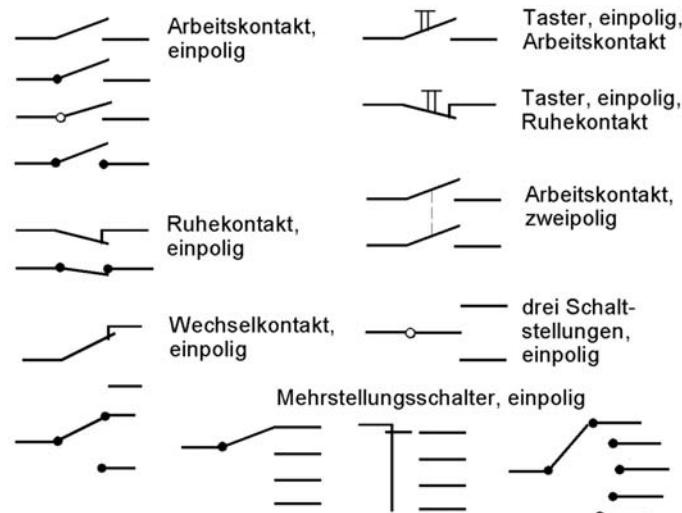 Arbeitskontakt,
einpolig
Ruhekontakt,
einpolig
Wechselkontakt,
einpolig
Taster, einpolig,
Arbeitskontakt
Taster, einpolig,
Ruhekontakt
Arbeitskontakt,
zweipolig
drei Schalt-
stellungen,
einpolig
Mehrstellungsschalter, einpolig